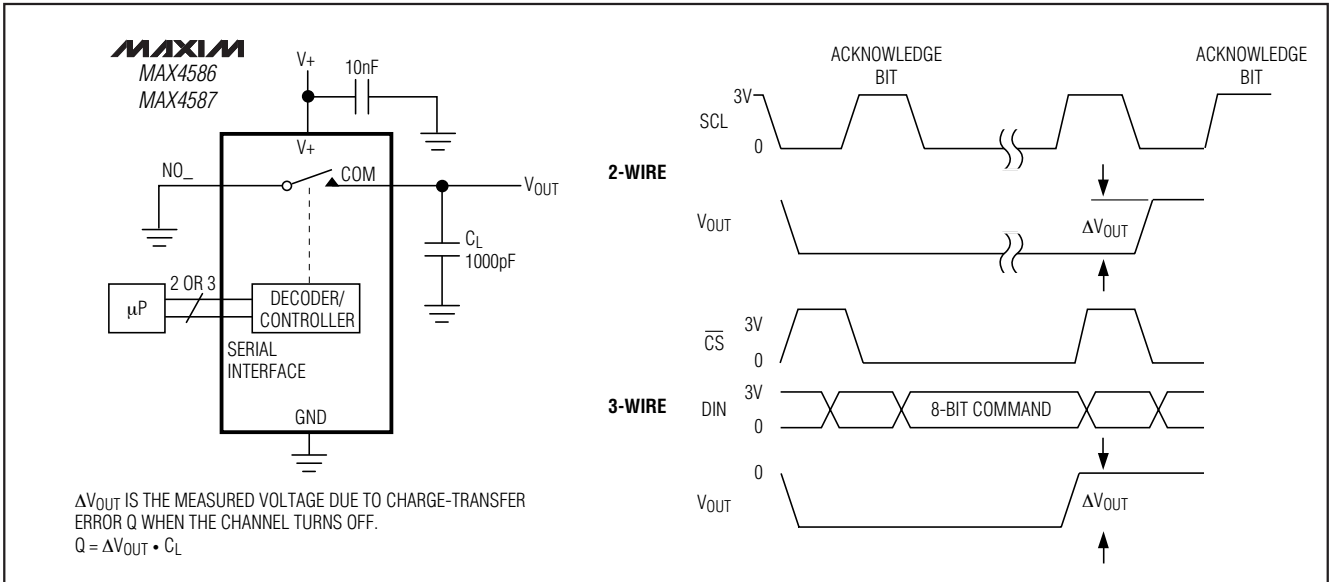 MAXIM
MAX4586
MAX4587
V+
10nF
V+
NO_
COM
VOUT
CL
1000pF
2 OR 3
µP
DECODER/
CONTROLLER
SERIAL
INTERFACE
GND
ΔVOUT IS THE MEASURED VOLTAGE DUE TO CHARGE-TRANSFER
ERROR Q WHEN THE CHANNEL TURNS OFF.
Q = ΔVOUT • CL
ACKNOWLEDGE
BIT
ACKNOWLEDGE
BIT
3V
SCL
0
2-WIRE
VOUT
ΔVOUT
3V
CS
0
3-WIRE
3V
DIN
8-BIT COMMAND
0
0
VOUT
ΔVOUT